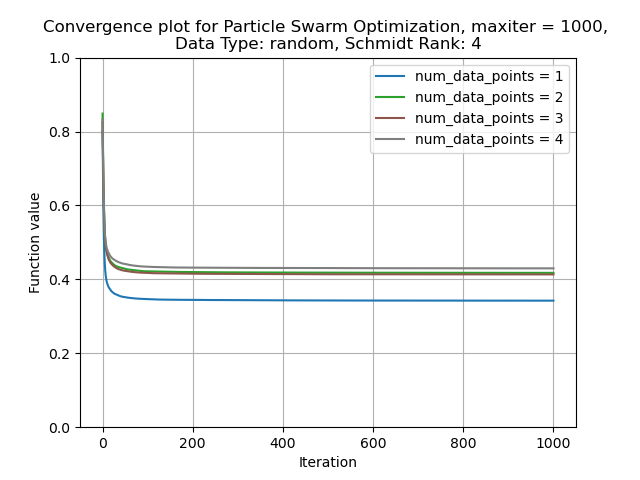 Convergence plot for Particle Swarm Optimization, maxiter = 1000,
Data Type: random, Schmidt Rank: 4
1.0
0.8
0.6
0.4
0.2
0.0
Function value
num_data_points = 1
num_data_points = 2
num_data_points = 3
num_data_points = 4
0 200 400 600 800 1000
Iteration